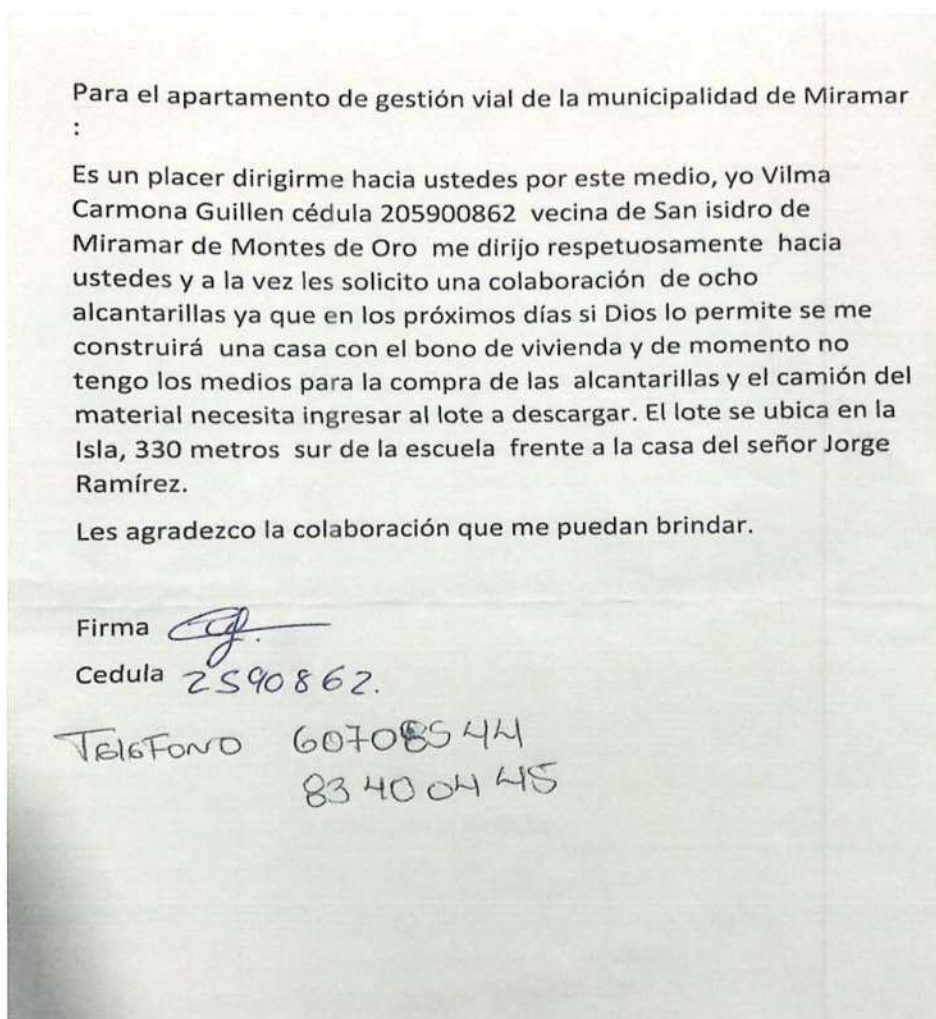 Para el apartamento de gestión vial de la municipalidad de Miramar
:
Es un placer dirigirme hacia ustedes por este medio, yo Vilma
Carmona Guillen cédula 205900862 vecina de San isidro de
Miramar de Montes de Oro me dirijo respetuosamente hacia
ustedes y a la vez les solicito una colaboración de ocho
alcantarillas ya que en los próximos días si Dios lo permite se me
construirá una casa con el bono de vivienda y de momento no
tengo los medios para la compra de las alcantarillas y el camión del
material necesita ingresar al lote a descargar. El lote se ubica en la
Isla, 330 metros sur de la escuela frente a la casa del señor Jorge
Ramírez.
Les agradezco la colaboración que me puedan brindar.
Firma
Cedula 2590862.
TELEFONO
83400445